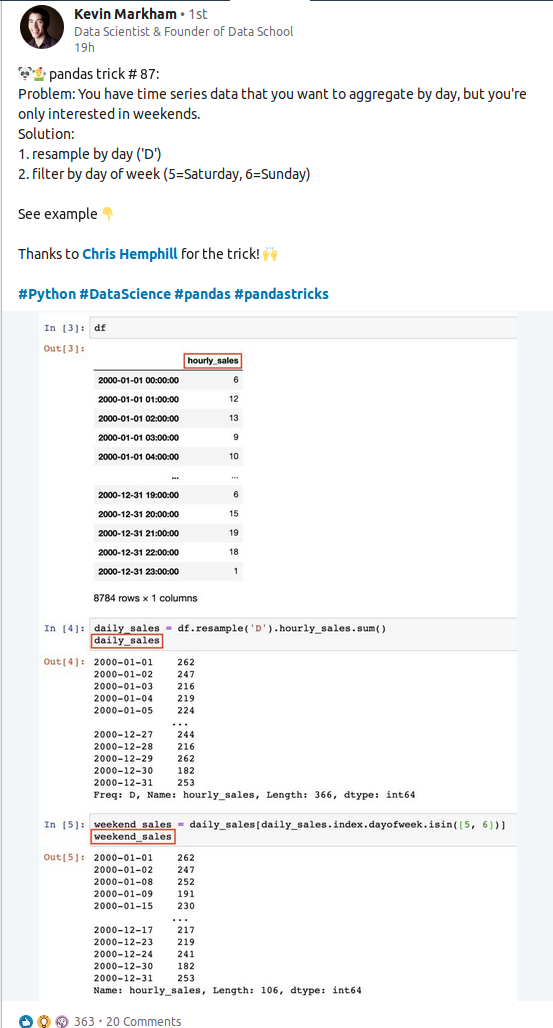 Kevin Markham • 1st
Data Scientist & Founder of Data School
19h
pandas trick # 87:
Problem: You have time series data that you want to aggregate by day, but you're
only interested in weekends.
Solution:
1. resample by day ('D')
2. filter by day of week (5=Saturday, 6=Sunday)
See example
Thanks to Chris Hemphill for the trick!
#Python #DataScience #pandas #pandastricks
In [3]: df
Out[3]:
hourly_sales
2000-01-01 00:00:00 6
2000-01-01 01:00:00 12
2000-01-01 02:00:00 13
2000-01-01 03:00:00 9
2000-01-01 04:00:00 10
... ...
2000-12-31 19:00:00 6
2000-12-31 20:00:00 15
2000-12-31 21:00:00 19
2000-12-31 22:00:00 18
2000-12-31 23:00:00 1
8784 rows × 1 columns
In [4]: daily_sales = df.resample('D').hourly_sales.sum()
daily_sales
Out[4]: 2000-01-01 262
2000-01-02 247
2000-01-03 216
2000-01-04 219
2000-01-05 224
...
2000-12-27 244
2000-12-28 216
2000-12-29 262
2000-12-30 182
2000-12-31 253
Freq: D, Name: hourly_sales, Length: 366, dtype: int64
In [5]: weekend_sales = daily_sales[daily_sales.index.dayofweek.isin([5, 6])]
weekend_sales
Out[5]: 2000-01-01 262
2000-01-02 247
2000-01-08 252
2000-01-09 191
2000-01-15 230
...
2000-12-17 217
2000-12-23 219
2000-12-24 241
2000-12-30 182
2000-12-31 253
Name: hourly_sales, Length: 106, dtype: int64
363 • 20 Comments